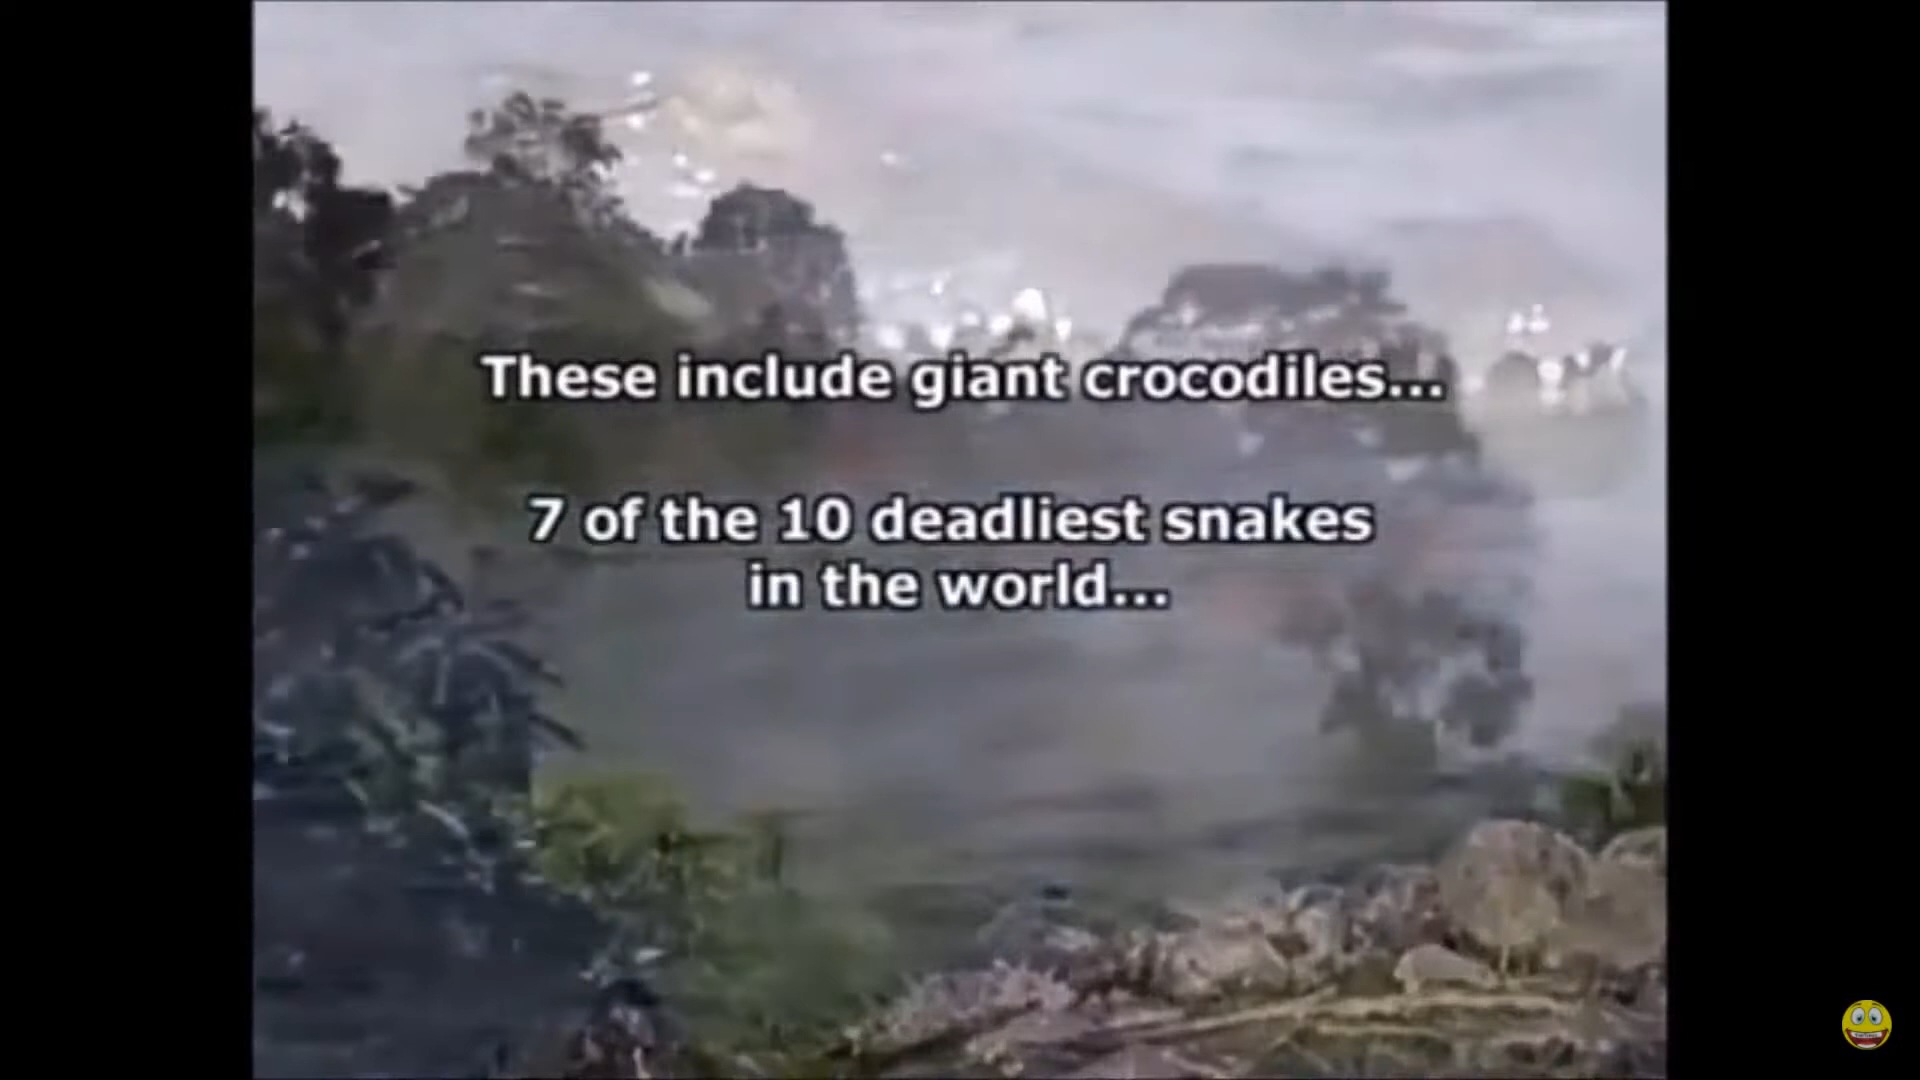 These include giant crocodiles...
7 of the 10 deadliest snakes
in the world...